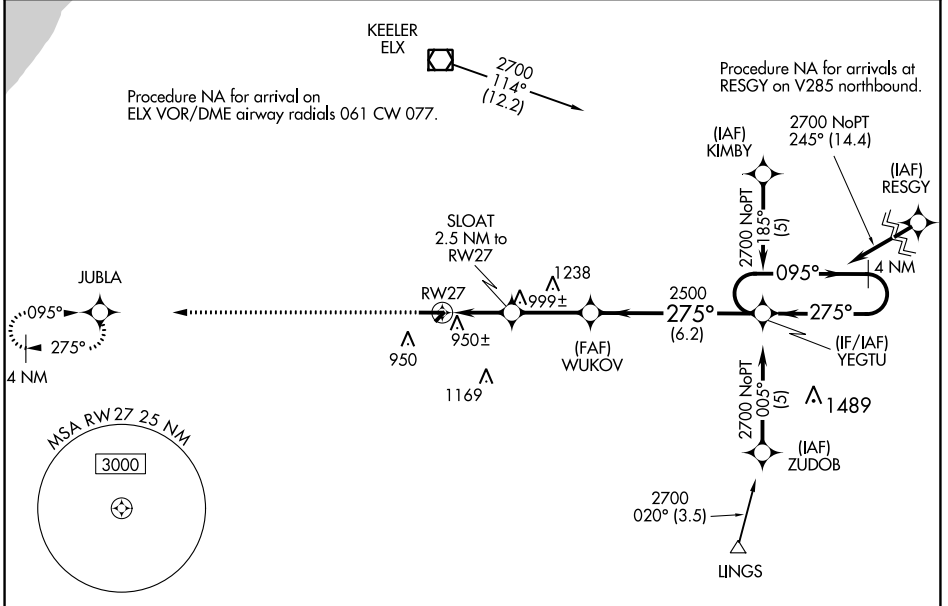 KEELER
ELX
2700
114°
(12.2)
Procedure NA for arrival on
ELX VOR/DME airway radials 061 CW 077.
Procedure NA for arrivals at
RESGY on V285 northbound.
2700 NoPT
245° (14.4)
(IAF)
KIMBY
(IAF)
RESGY
2700 NoPT
185°
(5)
SLOAT
2.5 NM to
RW27
1238
999±
095°
4 NM
JUBLA
RW27
2500
275°
(6.2)
275°
095°
275°
4 NM
950
950±
(FAF)
WUKOV
(IF/IAF)
YEGTU
1169
2700 NoPT
005°
(5)
1489
MSA RW 27 25 NM
3000
(IAF)
ZUDOB
2700
020° (3.5)
LINGS